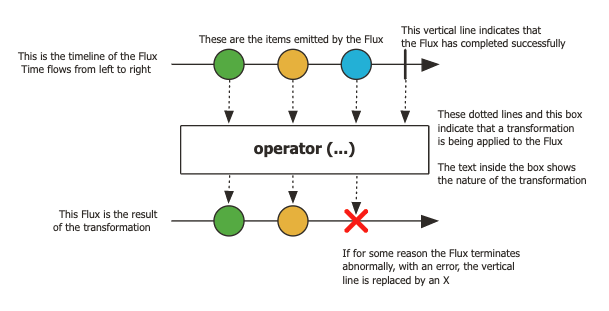 This vertical line indicates that
the Flux has completed successfully
These are the items emitted by the Flux
This is the timeline of the Flux
Time flows from left to right
These dotted lines and this box
indicate that a transformation
is being applied to the Flux
operator (...)
The text inside the box shows
the nature of the transformation
This Flux is the result
of the transformation
If for some reason the Flux terminates
abnormally, with an error, the vertical
line is replaced by an X